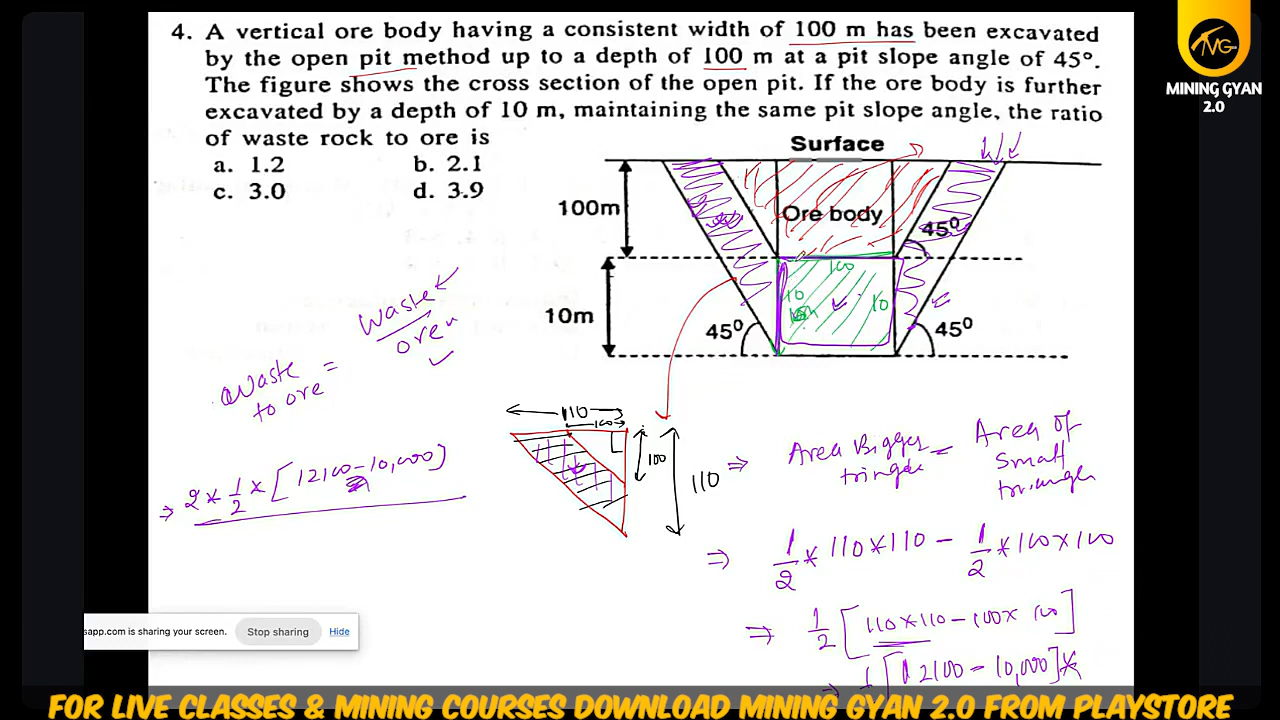 4. A vertical ore body having a consistent width of 100 m has been excavated
by the open pit method up to a depth of 100 m at a pit slope angle of 45°.
The figure shows the cross section of the open pit. If the ore body is further
excavated by a depth of 10 m, maintaining the same pit slope angle, the ratio
of waste rock to ore is
a. 1.2 b. 2.1
c. 3.0 d. 3.9
TVG
MINING GYAN
2.0
Surface
100m
Ore body
45°
100
10m
10
10
45°
45°
Waste
ore
Waste
to ore =
⇒ 2 * 1/2 * [12100-10,000]
110
100
100
110
⇒ Area Bigger = Area of
small
triangle
⇒ 1/2 * 110*110 - 1/2 * 100×100
⇒ 1/2 [110×110-100×100]
⇒ 1 [12100-10,000]*
sapp.com is sharing your screen. Stop sharing Hide
FOR LIVE CLASSES & MINING COURSES DOWNLOAD MINING GYAN 2.0 FROM PLAYSTORE